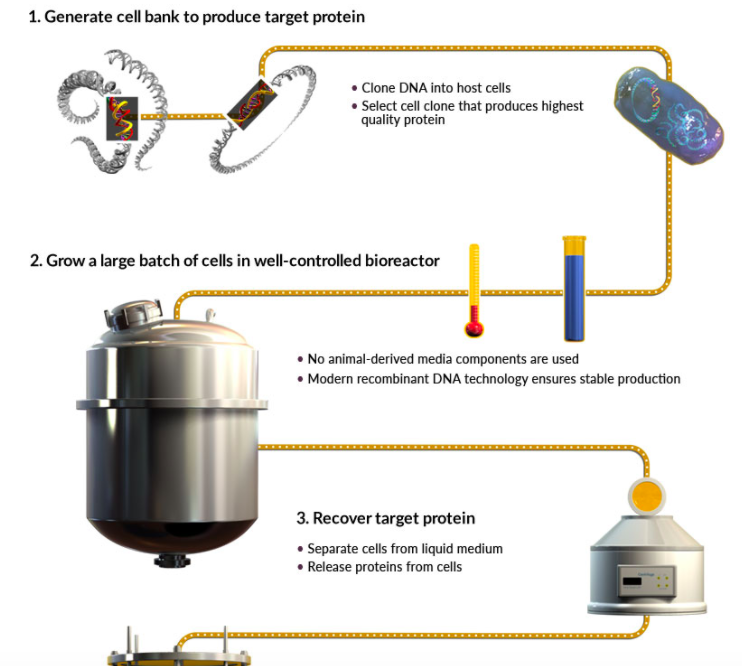 1. Generate cell bank to produce target protein
• Clone DNA into host cells
• Select cell clone that produces highest
quality protein
2. Grow a large batch of cells in well-controlled bioreactor
• No animal-derived media components are used
• Modern recombinant DNA technology ensures stable production
3. Recover target protein
• Separate cells from liquid medium
• Release proteins from cells